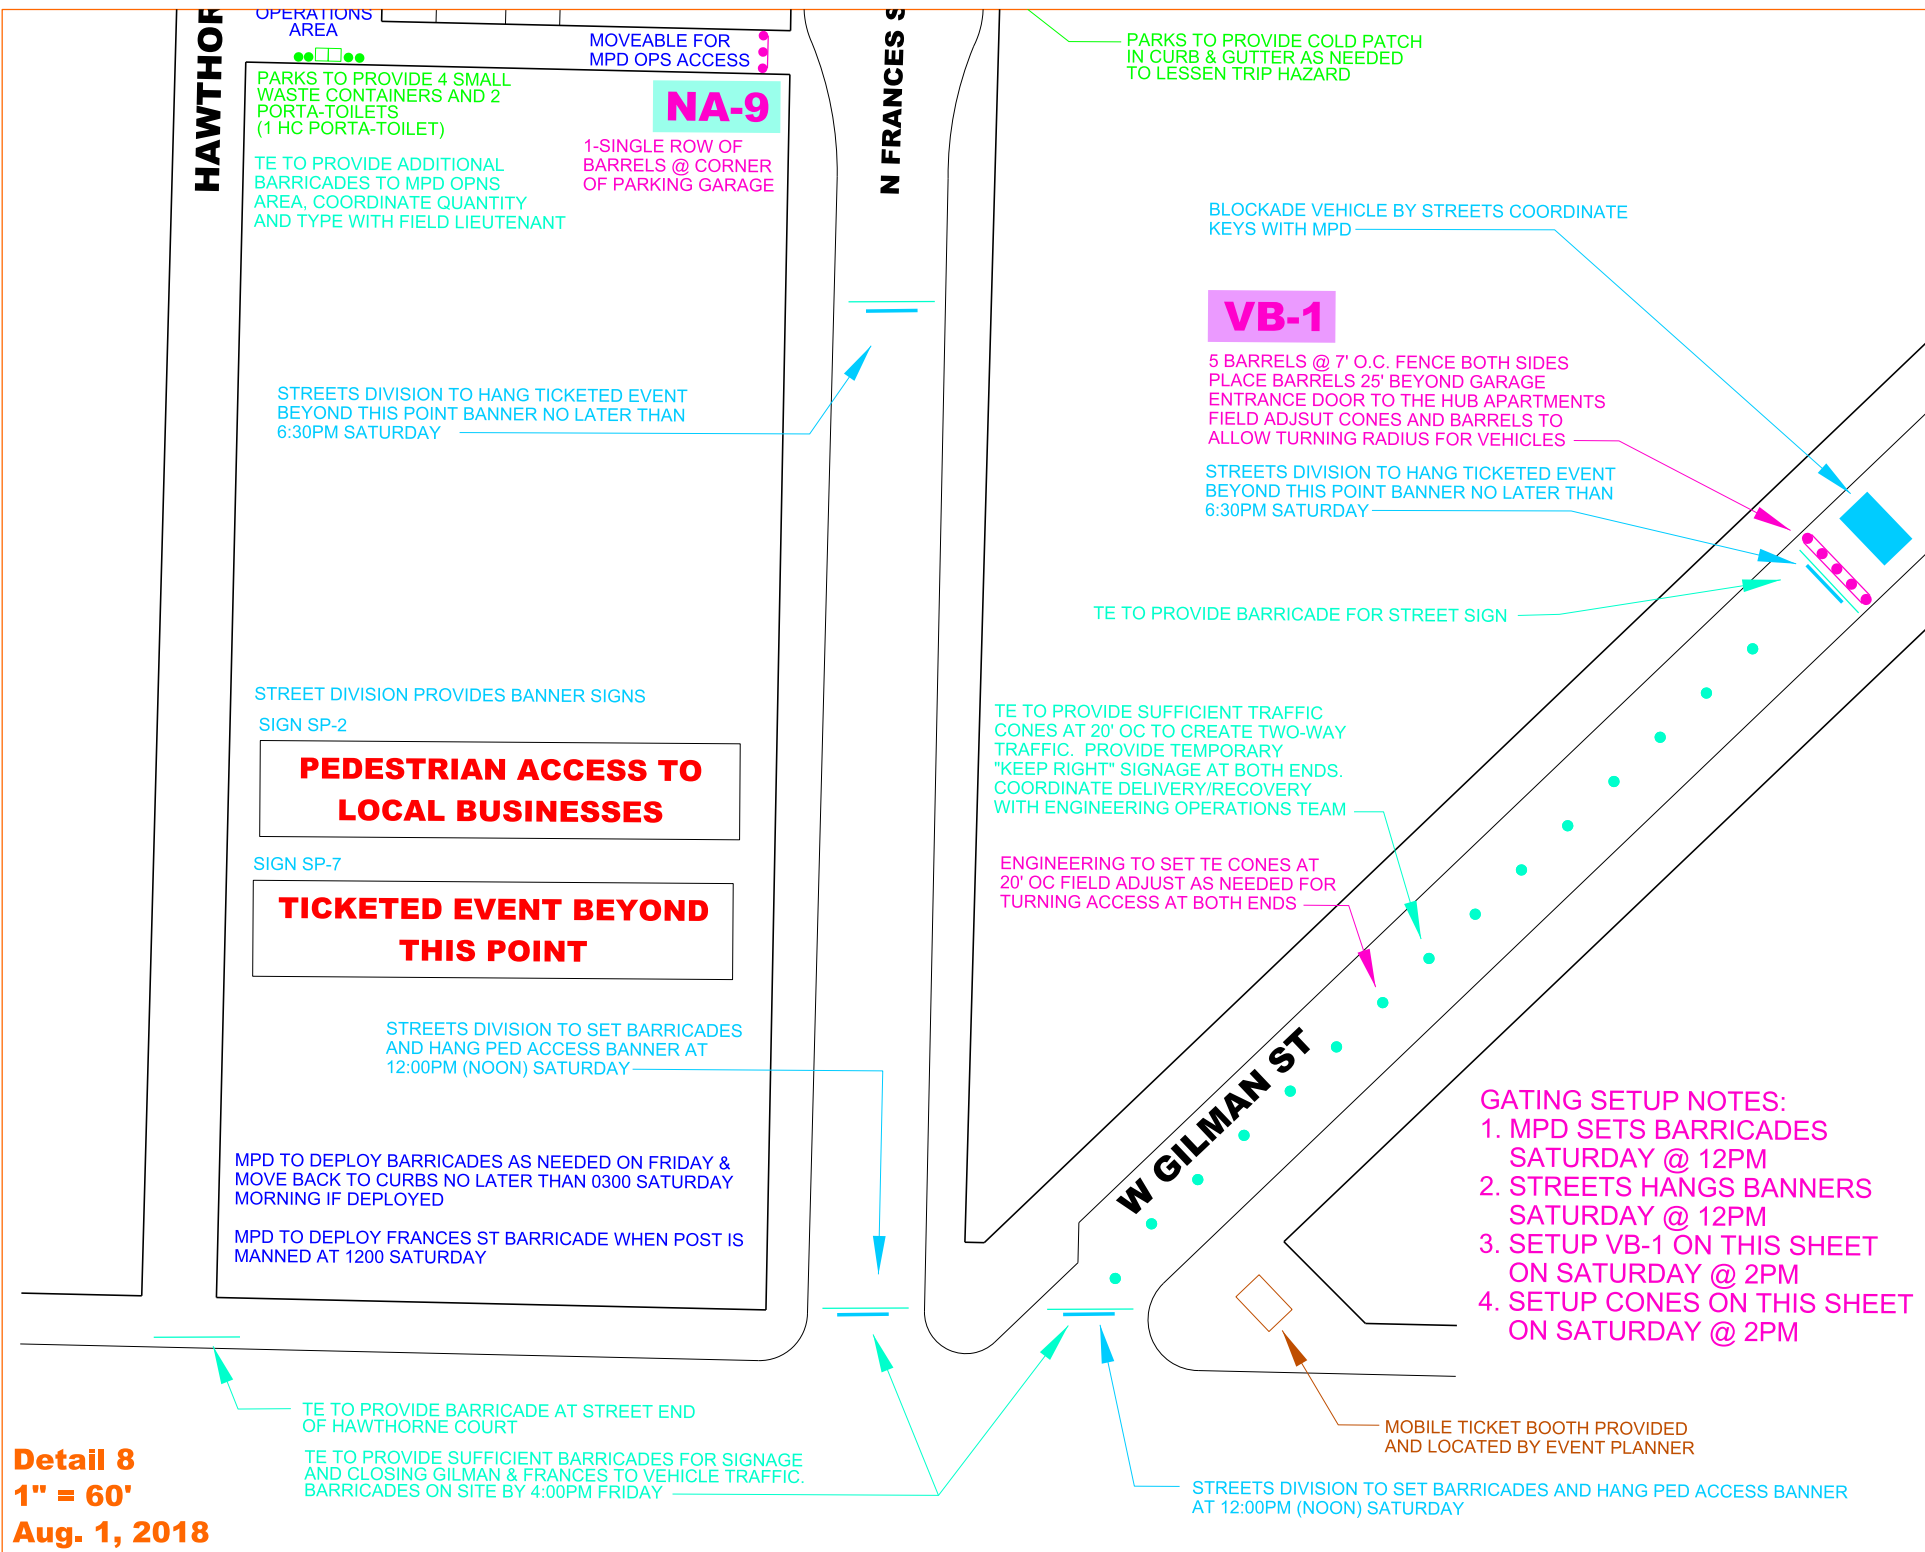 HAWTHOR
OPERATIONS
AREA
MOVEABLE FOR
MPD OPS ACCESS
N FRANCES S
PARKS TO PROVIDE COLD PATCH
IN CURB & GUTTER AS NEEDED
TO LESSEN TRIP HAZARD
PARKS TO PROVIDE 4 SMALL
WASTE CONTAINERS AND 2
PORTA-TOILETS
(1 HC PORTA-TOILET)
NA-9
1-SINGLE ROW OF
BARRELS @ CORNER
OF PARKING GARAGE
TE TO PROVIDE ADDITIONAL
BARRICADES TO MPD OPNS
AREA, COORDINATE QUANTITY
AND TYPE WITH FIELD LIEUTENANT
BLOCKADE VEHICLE BY STREETS COORDINATE
KEYS WITH MPD
VB-1
5 BARRELS @ 7' O.C. FENCE BOTH SIDES
PLACE BARRELS 25' BEYOND GARAGE
ENTRANCE DOOR TO THE HUB APARTMENTS
FIELD ADJSUT CONES AND BARRELS TO
ALLOW TURNING RADIUS FOR VEHICLES
STREETS DIVISION TO HANG TICKETED EVENT
BEYOND THIS POINT BANNER NO LATER THAN
6:30PM SATURDAY
STREETS DIVISION TO HANG TICKETED EVENT
BEYOND THIS POINT BANNER NO LATER THAN
6:30PM SATURDAY
TE TO PROVIDE BARRICADE FOR STREET SIGN
STREET DIVISION PROVIDES BANNER SIGNS
SIGN SP-2
PEDESTRIAN ACCESS TO
LOCAL BUSINESSES
SIGN SP-7
TICKETED EVENT BEYOND
THIS POINT
TE TO PROVIDE SUFFICIENT TRAFFIC
CONES AT 20' OC TO CREATE TWO-WAY
TRAFFIC. PROVIDE TEMPORARY
"KEEP RIGHT" SIGNAGE AT BOTH ENDS.
COORDINATE DELIVERY/RECOVERY
WITH ENGINEERING OPERATIONS TEAM
ENGINEERING TO SET TE CONES AT
20' OC FIELD ADJUST AS NEEDED FOR
TURNING ACCESS AT BOTH ENDS
STREETS DIVISION TO SET BARRICADES
AND HANG PED ACCESS BANNER AT
12:00PM (NOON) SATURDAY
W GILMAN ST
MPD TO DEPLOY BARRICADES AS NEEDED ON FRIDAY &
MOVE BACK TO CURBS NO LATER THAN 0300 SATURDAY
MORNING IF DEPLOYED
MPD TO DEPLOY FRANCES ST BARRICADE WHEN POST IS
MANNED AT 1200 SATURDAY
GATING SETUP NOTES:
1. MPD SETS BARRICADES
SATURDAY @ 12PM
2. STREETS HANGS BANNERS
SATURDAY @ 12PM
3. SETUP VB-1 ON THIS SHEET
ON SATURDAY @ 2PM
4. SETUP CONES ON THIS SHEET
ON SATURDAY @ 2PM
TE TO PROVIDE BARRICADE AT STREET END
OF HAWTHORNE COURT
TE TO PROVIDE SUFFICIENT BARRICADES FOR SIGNAGE
AND CLOSING GILMAN & FRANCES TO VEHICLE TRAFFIC.
BARRICADES ON SITE BY 4:00PM FRIDAY
MOBILE TICKET BOOTH PROVIDED
AND LOCATED BY EVENT PLANNER
STREETS DIVISION TO SET BARRICADES AND HANG PED ACCESS BANNER
AT 12:00PM (NOON) SATURDAY
Detail 8
1" = 60'
Aug. 1, 2018